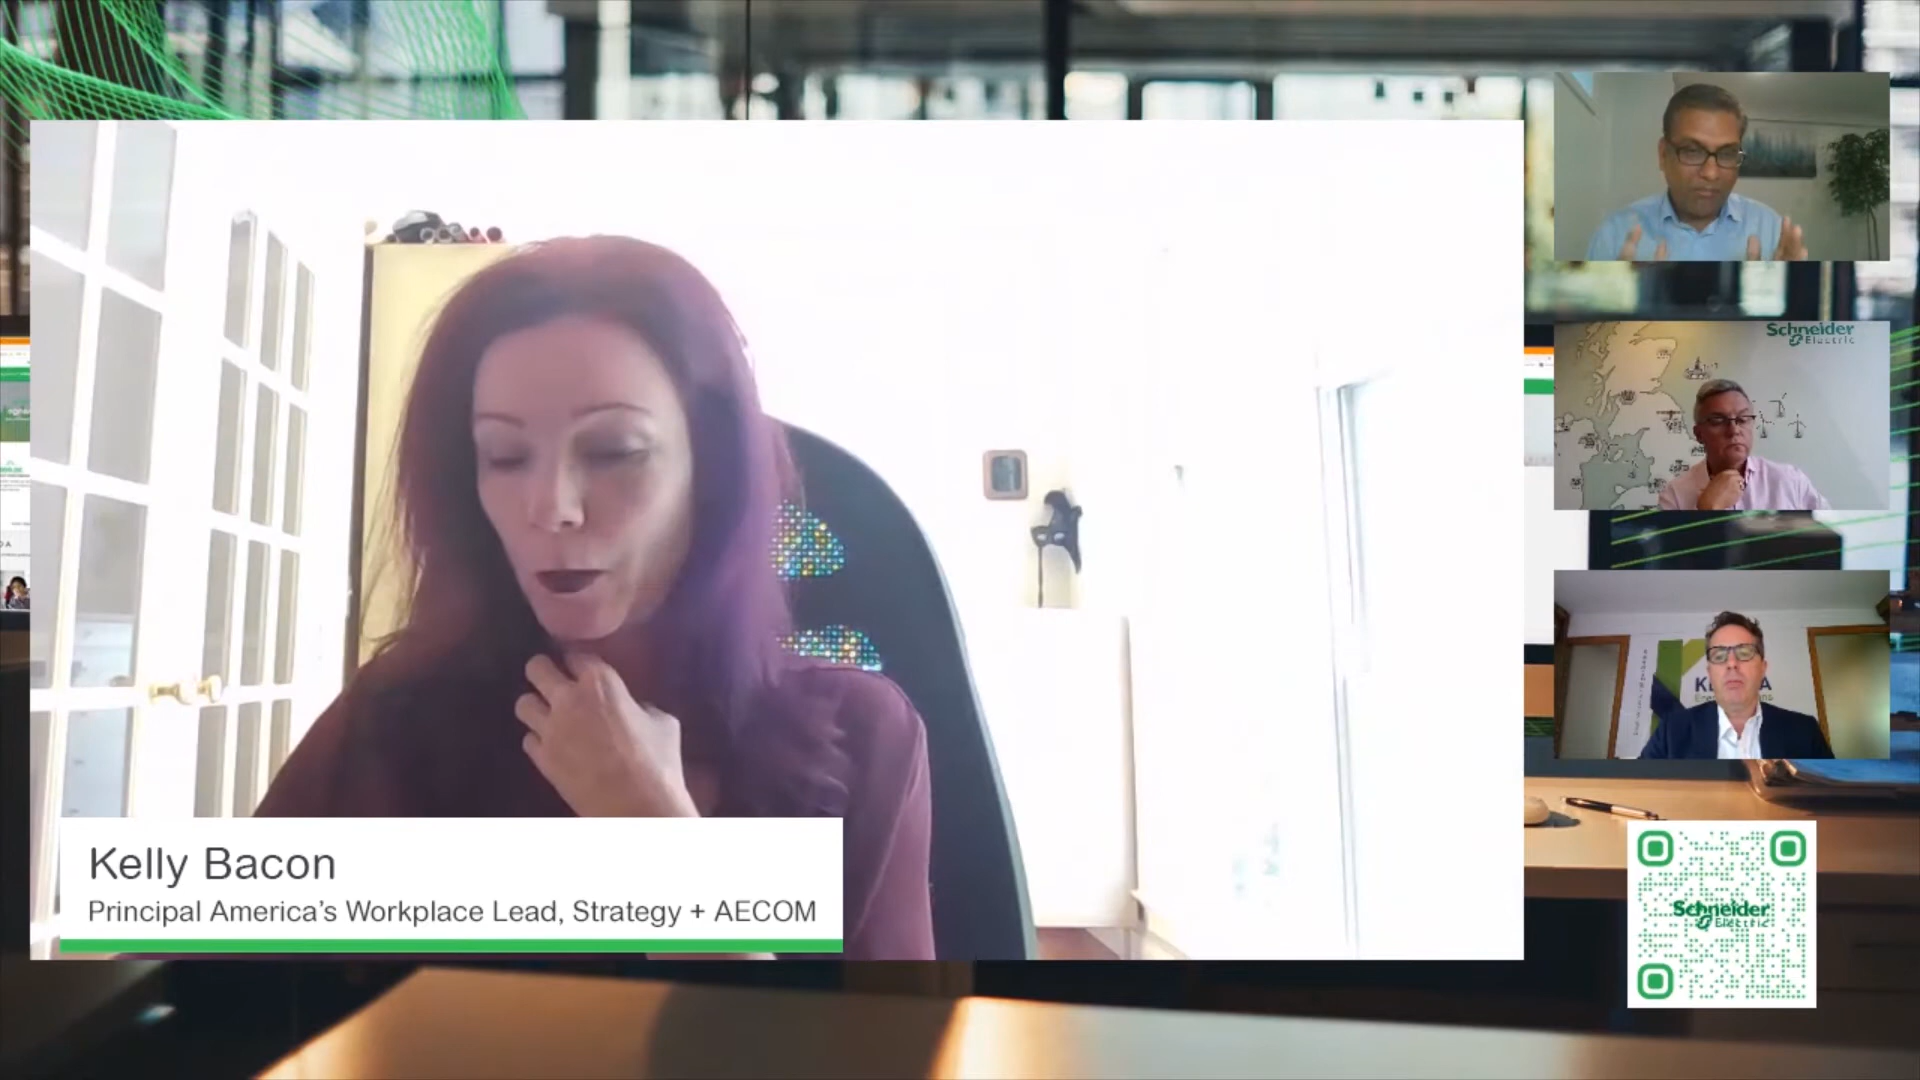 Schneider
Electric
Kelly Bacon
Principal America's Workplace Lead, Strategy + AECOM
Schneider
Electric